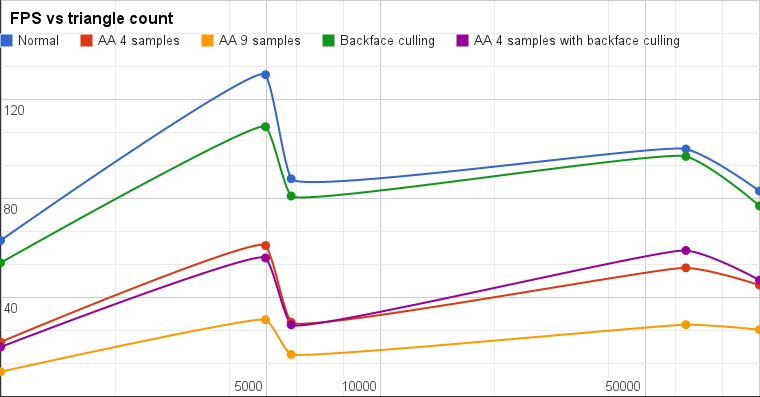 FPS vs triangle count
Normal AA 4 samples AA 9 samples Backface culling AA 4 samples with backface culling
120
80
40
5000 10000 50000